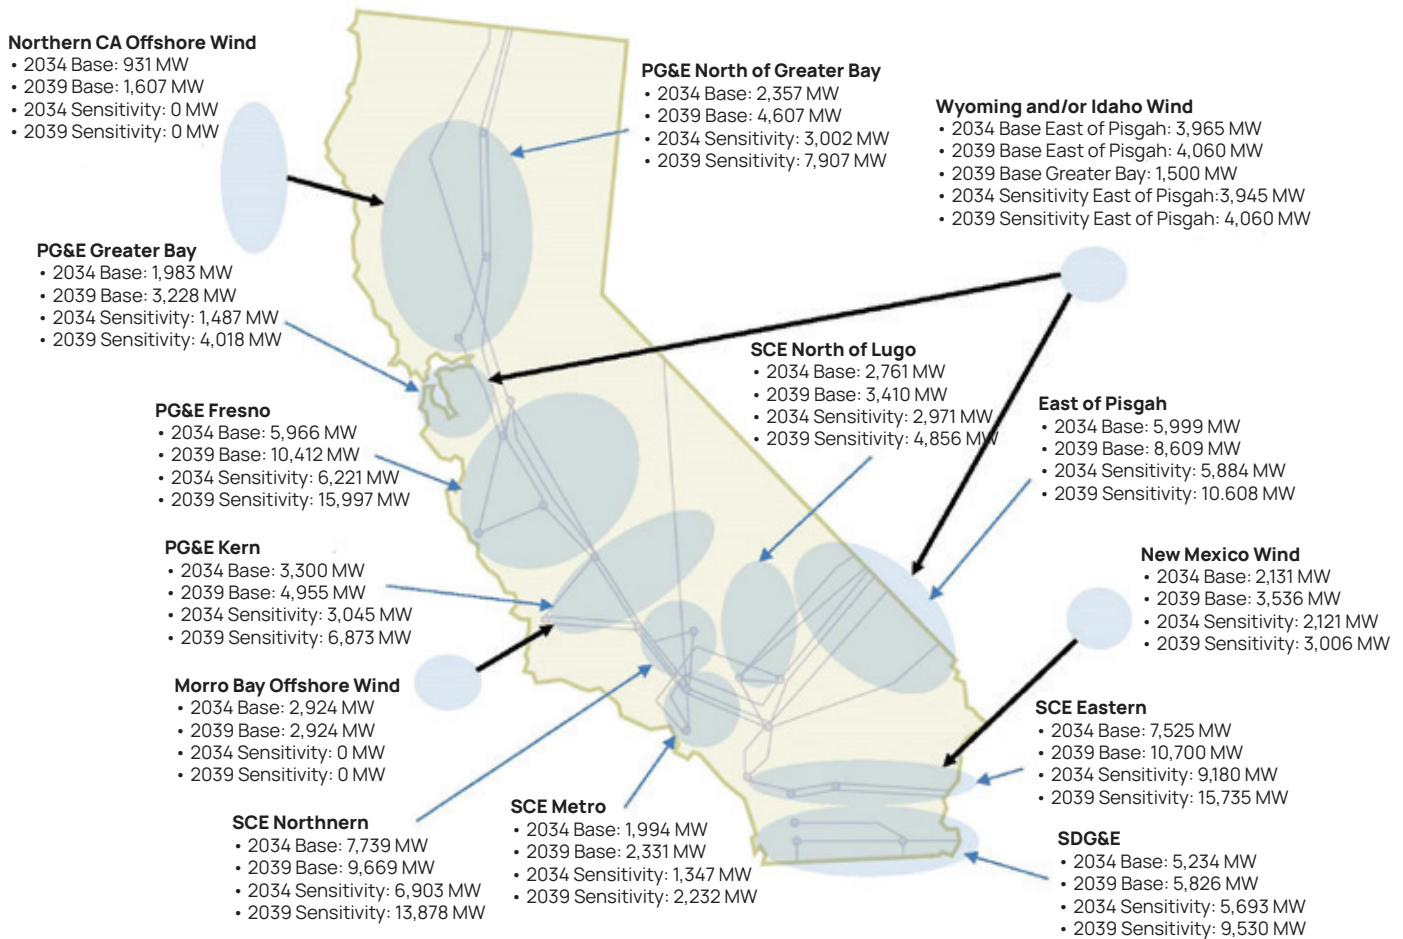 Northern CA Offshore Wind
• 2034 Base: 931 MW
• 2039 Base: 1,607 MW
• 2034 Sensitivity: 0 MW
• 2039 Sensitivity: 0 MW
PG&E North of Greater Bay
• 2034 Base: 2,357 MW
• 2039 Base: 4,607 MW
• 2034 Sensitivity: 3,002 MW
• 2039 Sensitivity: 7,907 MW
Wyoming and/or Idaho Wind
• 2034 Base East of Pisgah: 3,965 MW
• 2039 Base East of Pisgah: 4,060 MW
• 2039 Base Greater Bay: 1,500 MW
• 2034 Sensitivity East of Pisgah:3,945 MW
• 2039 Sensitivity East of Pisgah: 4,060 MW
PG&E Greater Bay
• 2034 Base: 1,983 MW
• 2039 Base: 3,228 MW
• 2034 Sensitivity: 1,487 MW
• 2039 Sensitivity: 4,018 MW
SCE North of Lugo
• 2034 Base: 2,761 MW
• 2039 Base: 3,410 MW
• 2034 Sensitivity: 2,971 MW
• 2039 Sensitivity: 4,856 MW
PG&E Fresno
• 2034 Base: 5,966 MW
• 2039 Base: 10,412 MW
• 2034 Sensitivity: 6,221 MW
• 2039 Sensitivity: 15,997 MW
East of Pisgah
• 2034 Base: 5,999 MW
• 2039 Base: 8,609 MW
• 2034 Sensitivity: 5,884 MW
• 2039 Sensitivity: 10.608 MW
PG&E Kern
• 2034 Base: 3,300 MW
• 2039 Base: 4,955 MW
• 2034 Sensitivity: 3,045 MW
• 2039 Sensitivity: 6,873 MW
New Mexico Wind
• 2034 Base: 2,131 MW
• 2039 Base: 3,536 MW
• 2034 Sensitivity: 2,121 MW
• 2039 Sensitivity: 3,006 MW
Morro Bay Offshore Wind
• 2034 Base: 2,924 MW
• 2039 Base: 2,924 MW
• 2034 Sensitivity: 0 MW
• 2039 Sensitivity: 0 MW
SCE Eastern
• 2034 Base: 7,525 MW
• 2039 Base: 10,700 MW
• 2034 Sensitivity: 9,180 MW
• 2039 Sensitivity: 15,735 MW
SCE Northnern
• 2034 Base: 7,739 MW
• 2039 Base: 9,669 MW
• 2034 Sensitivity: 6,903 MW
• 2039 Sensitivity: 13,878 MW
SCE Metro
• 2034 Base: 1,994 MW
• 2039 Base: 2,331 MW
• 2034 Sensitivity: 1,347 MW
• 2039 Sensitivity: 2,232 MW
SDG&E
• 2034 Base: 5,234 MW
• 2039 Base: 5,826 MW
• 2034 Sensitivity: 5,693 MW
• 2039 Sensitivity: 9,530 MW